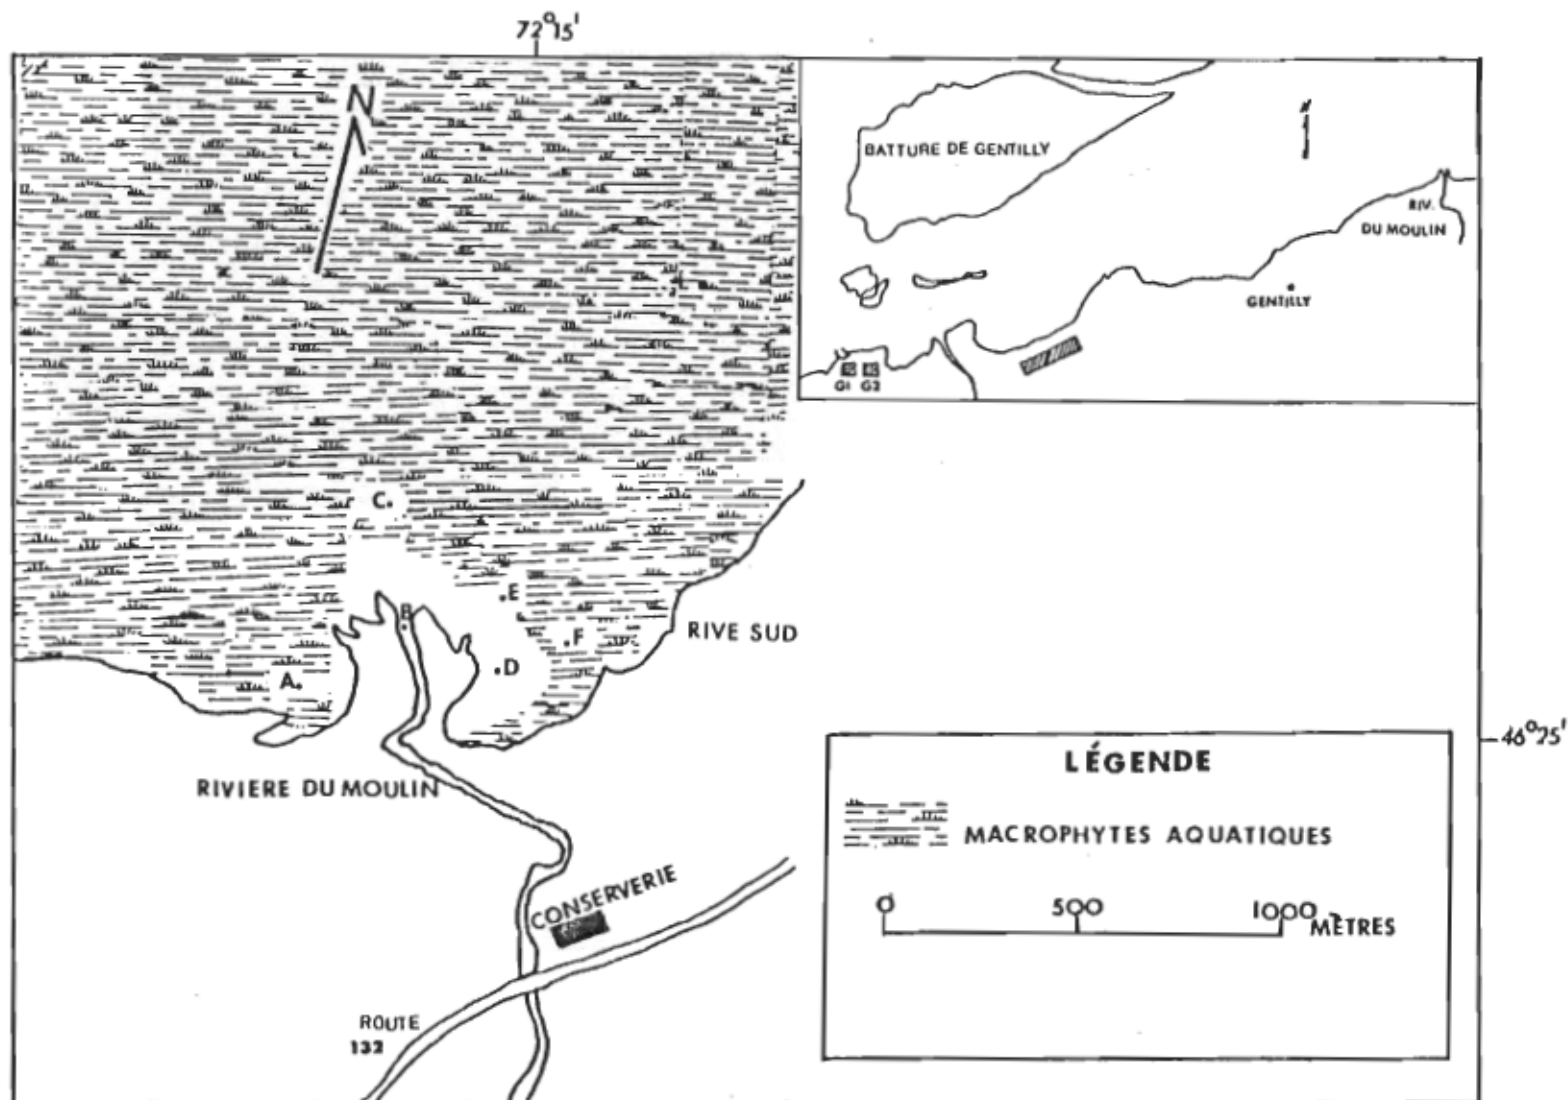 72°15'
N
BATTURE DE GENTILLY
N
RIV.
DU MOULIN
GENTILLY
G1 G2
C.
B
E
F
RIVE SUD
D
A.
46°25'
LÉGENDE
RIVIERE DU MOULIN
MACROPHYTES AQUATIQUES
CONSERVERIE
0 500 1000 MÈTRES
ROUTE
132